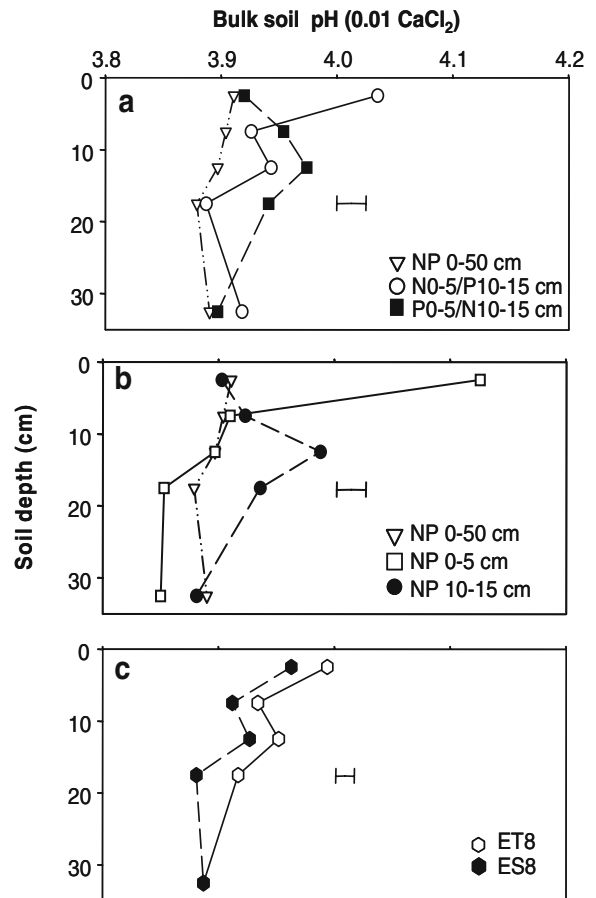 Bulk soil pH (0.01 CaCl₂)
3.8 3.9 4.0 4.1 4.2
0
a
10
20
30
NP 0-50 cm
N0-5/P10-15 cm
P0-5/N10-15 cm
Soil depth (cm)
0
b
10
20
30
NP 0-50 cm
NP 0-5 cm
NP 10-15 cm
0
c
10
20
30
ET8
ES8